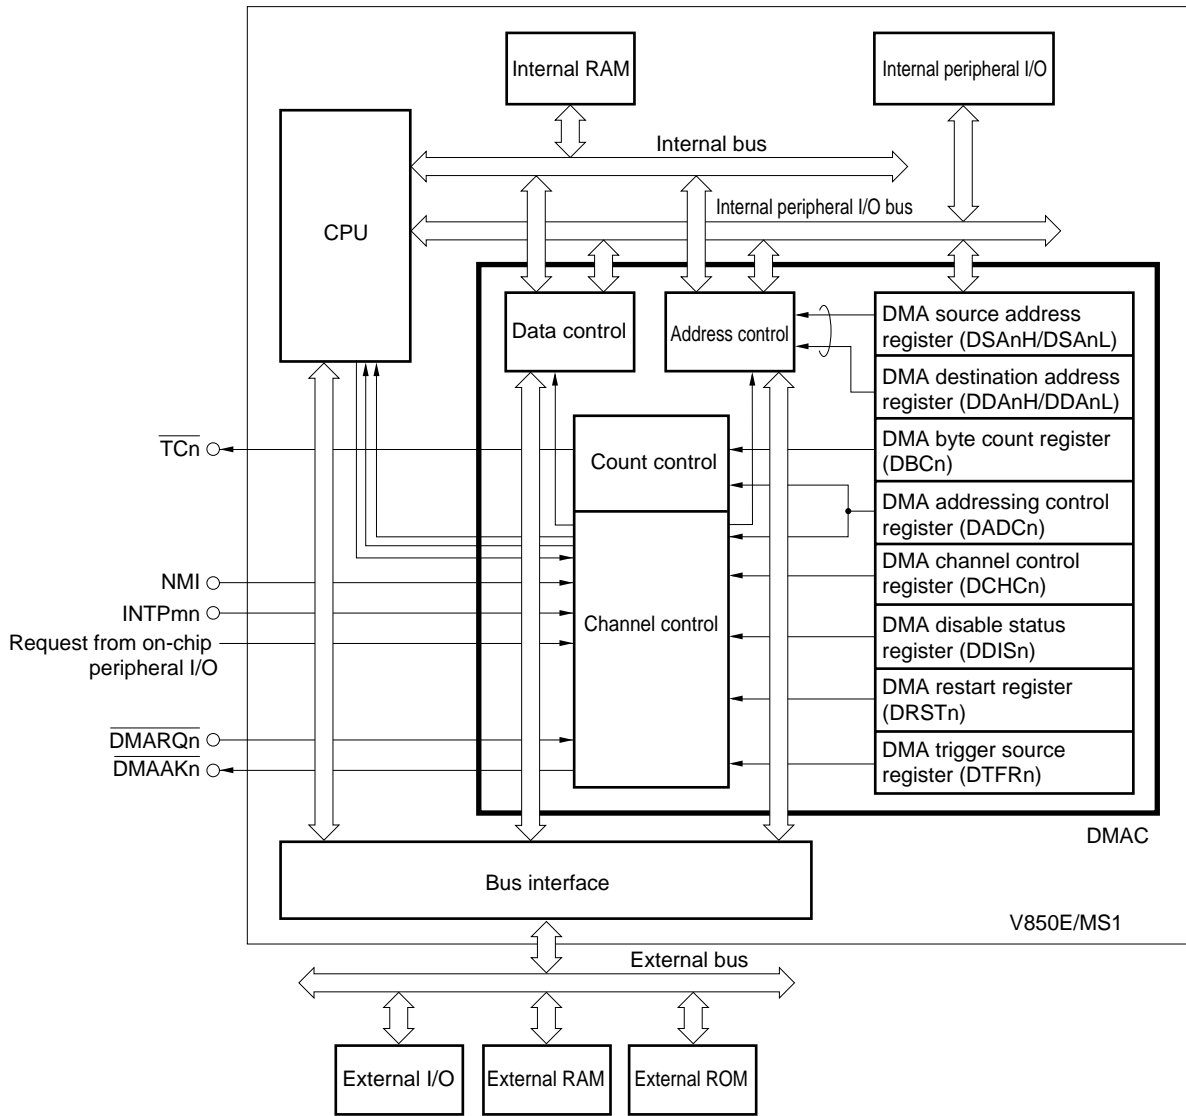 Internal RAM
Internal peripheral I/O
Internal bus
Internal peripheral I/O bus
CPU
Data control
Address control
DMA source address
register (DSAnH/DSAnL)
DMA destination address
register (DDAnH/DDAnL)
TCn
Count control
DMA byte count register
(DBCn)
DMA addressing control
register (DADCn)
NMI
DMA channel control
register (DCHCn)
INTPmn
Channel control
Request from on-chip
peripheral I/O
DMA disable status
register (DDISn)
DMA restart register
(DRSTn)
DMARQn
DMAAKn
DMA trigger source
register (DTFRn)
DMAC
Bus interface
V850E/MS1
External bus
External I/O
External RAM
External ROM